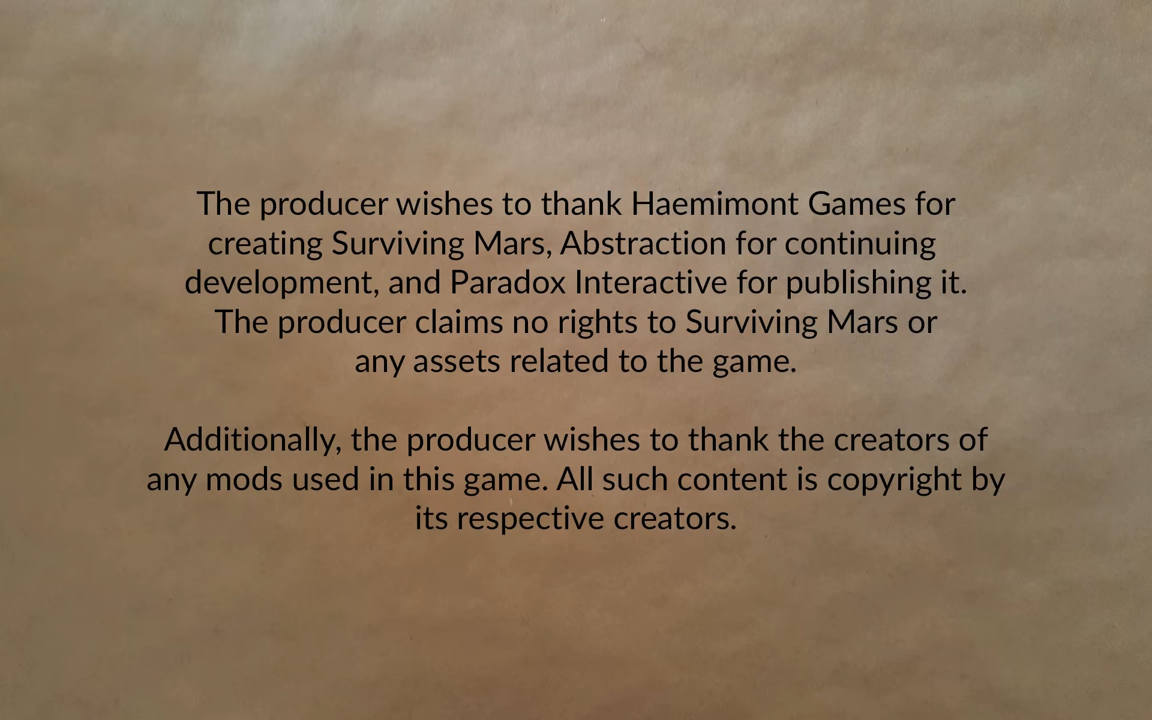 The producer wishes to thank Haemimont Games for
creating Surviving Mars, Abstraction for continuing
development, and Paradox Interactive for publishing it.
The producer claims no rights to Surviving Mars or
any assets related to the game.
Additionally, the producer wishes to thank the creators of
any mods used in this game. All such content is copyright by
its respective creators.